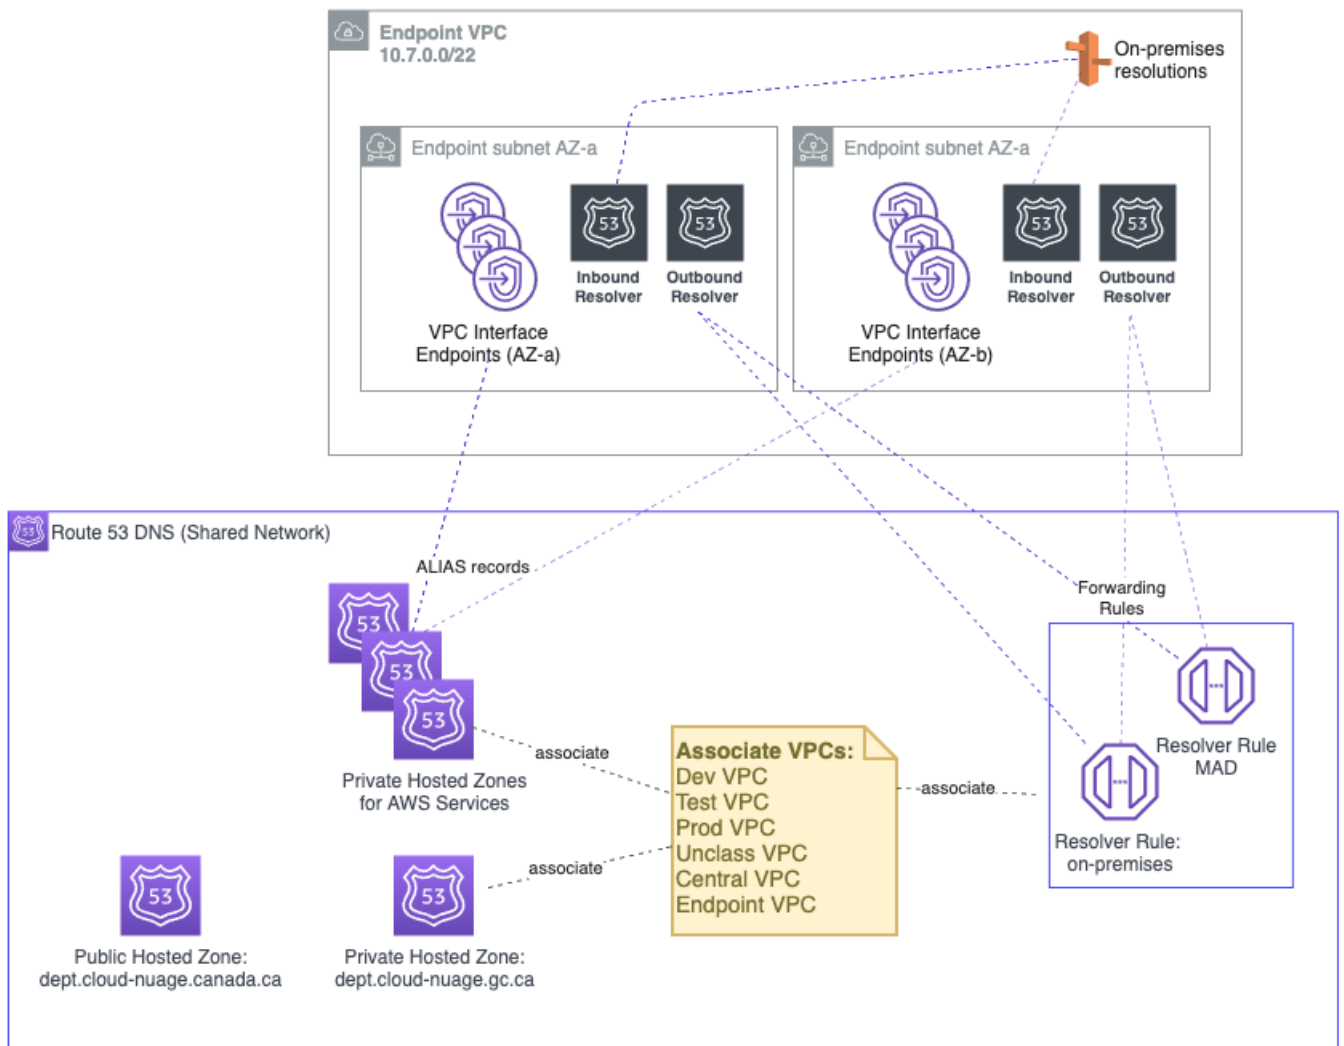 Endpoint VPC
10.7.0.0/22
On-premises
resolutions
Endpoint subnet AZ-a
53
Inbound
Resolver
53
Outbound
Resolver
VPC Interface
Endpoints (AZ-a)
Endpoint subnet AZ-a
53
Inbound
Resolver
53
Outbound
Resolver
VPC Interface
Endpoints (AZ-b)
53
Route 53 DNS (Shared Network)
ALIAS records
53
53
53
Private Hosted Zones
for AWS Services
Forwarding
Rules
Resolver Rule
MAD
Resolver Rule:
on-premises
associate
associate
associate
Associate VPCs:
Dev VPC
Test VPC
Prod VPC
Unclass VPC
Central VPC
Endpoint VPC
53
Public Hosted Zone:
dept.cloud-nuage.canada.ca
53
Private Hosted Zone:
dept.cloud-nuage.gc.ca